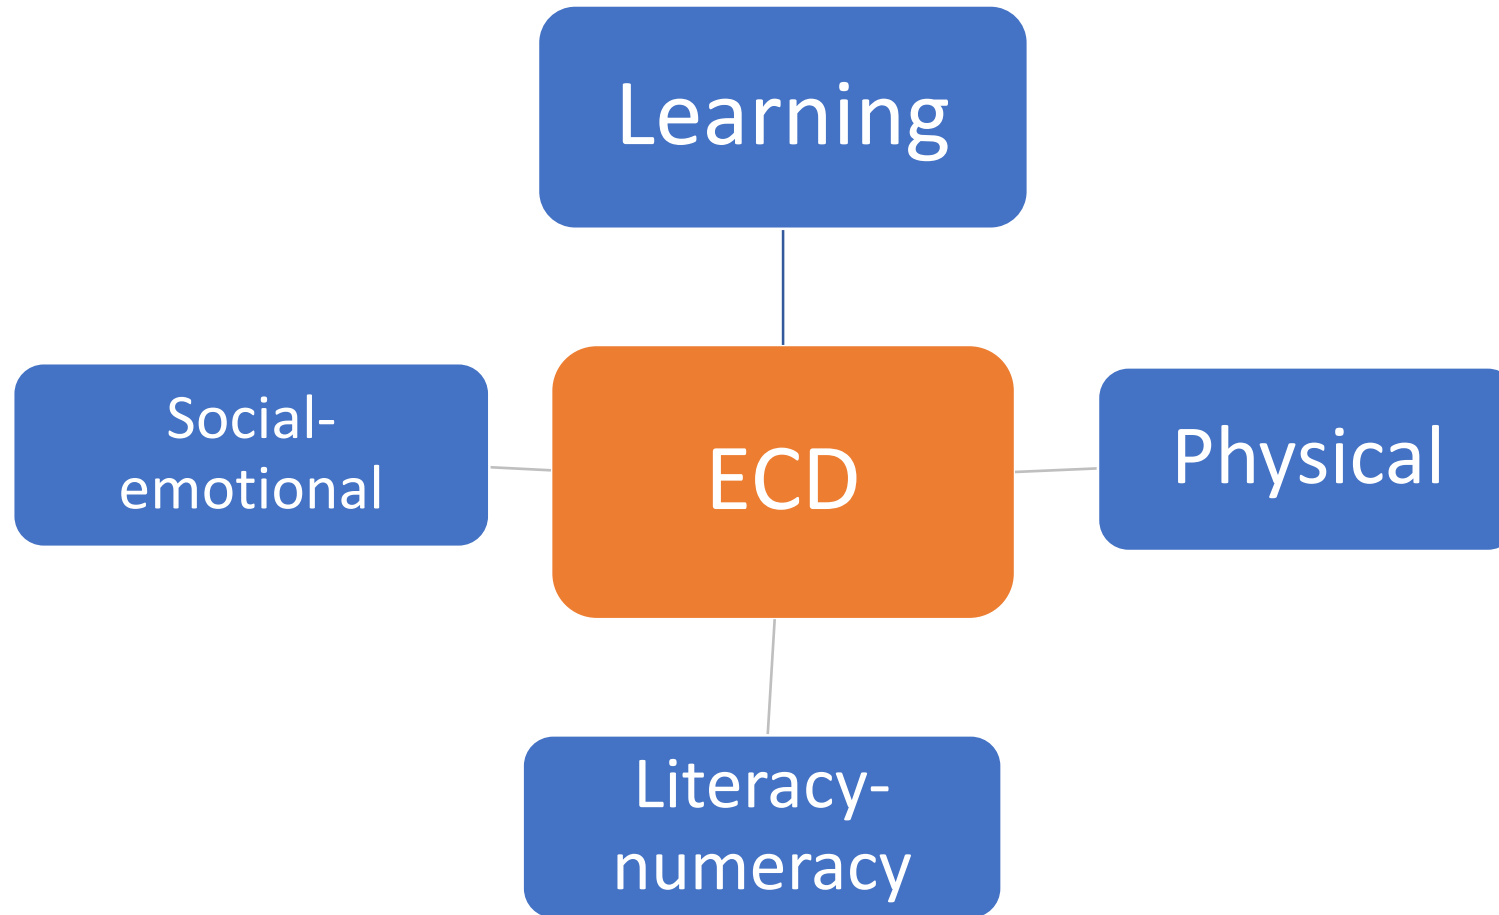 Learning
Social-
emotional
ECD
Physical
Literacy-
numeracy